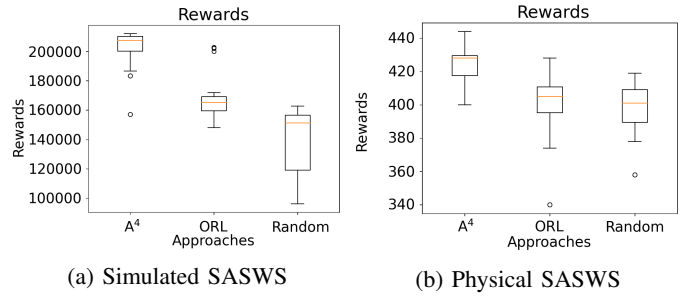 Rewards
Rewards
200000
180000
160000
140000
120000
100000
A⁴
ORL
Random
Approaches
(a) Simulated SASWS
Rewards
Rewards
440
420
400
380
360
340
A⁴
ORL
Random
Approaches
(b) Physical SASWS